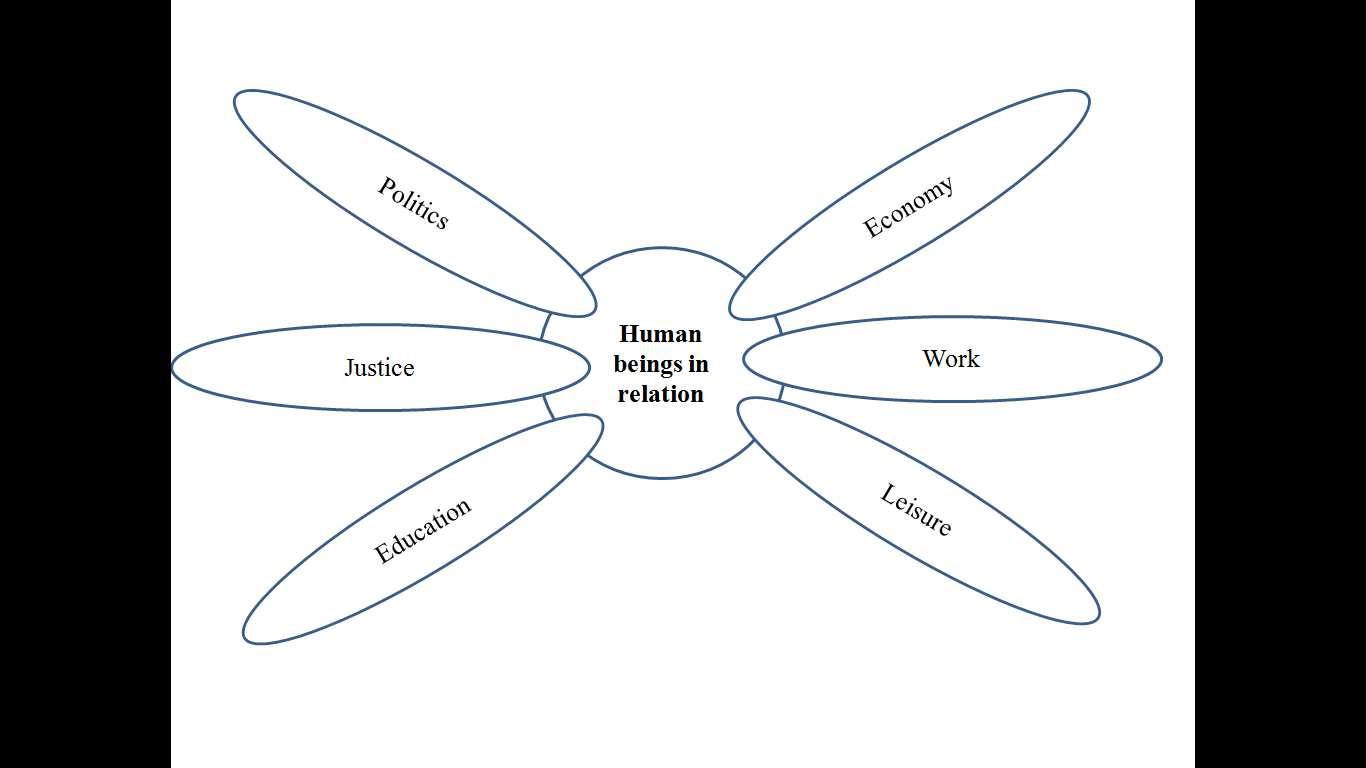 Politics
Economy
Human
beings in
relation
Justice
Work
Education
Leisure